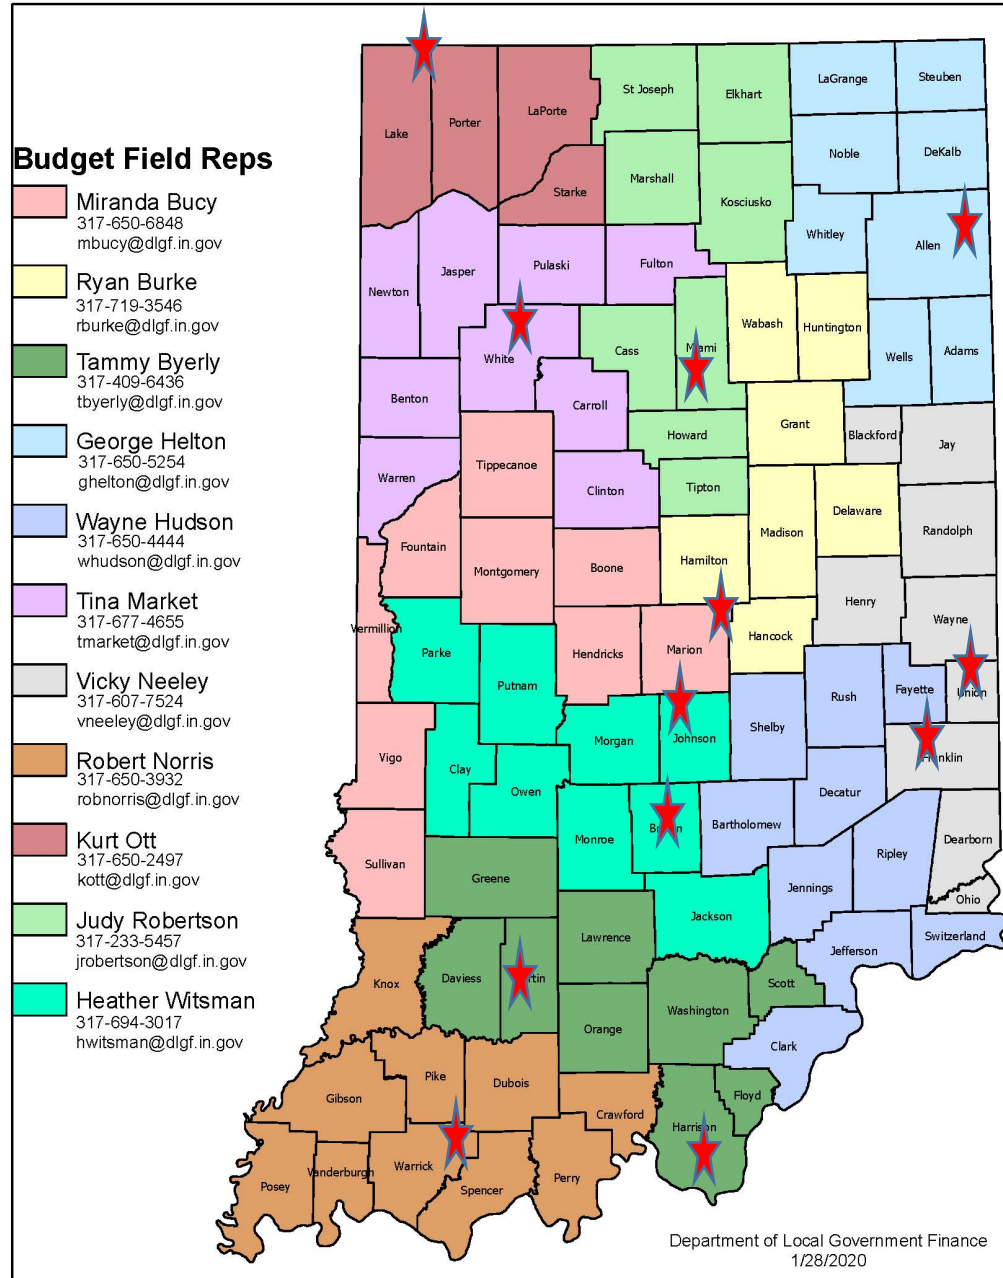 Budget Field Reps
Miranda Bucy
317-650-6848
mbucy@dlgf.in.gov
Ryan Burke
317-719-3546
rburke@dlgf.in.gov
Tammy Byerly
317-409-6436
tbyerly@dlgf.in.gov
George Helton
317-650-5254
ghelton@dlgf.in.gov
Wayne Hudson
317-650-4444
whudson@dlgf.in.gov
Tina Market
317-677-4655
tmarket@dlgf.in.gov
Vicky Neeley
317-607-7524
vneeley@dlgf.in.gov
Robert Norris
317-650-3932
robnorris@dlgf.in.gov
Kurt Ott
317-650-2497
kott@dlgf.in.gov
Judy Robertson
317-233-5457
jrobertson@dlgf.in.gov
Heather Witsman
317-694-3017
hwitsman@dlgf.in.gov
Lake
Porter
LaPorte
St Joseph
Elkhart
LaGrange
Steuben
Noble
DeKalb
Starke
Marshall
Kosciusko
Whitley
Allen
Newton
Jasper
Pulaski
Fulton
Wabash
Huntington
White
Cass
Miami
Wells
Adams
Benton
Carroll
Howard
Grant
Blackford
Jay
Warren
Tippecanoe
Clinton
Tipton
Madison
Delaware
Randolph
Fountain
Montgomery
Boone
Hamilton
Henry
Wayne
Vermillion
Parke
Putnam
Hendricks
Marion
Hancock
Rush
Fayette
Union
Vigo
Clay
Owen
Morgan
Johnson
Shelby
Decatur
Franklin
Sullivan
Greene
Monroe
Bartholomew
Jennings
Ripley
Dearborn
Ohio
Jackson
Lawrence
Jefferson
Switzerland
Knox
Daviess
Orange
Washington
Scott
Clark
Gibson
Pike
Dubois
Crawford
Harrison
Floyd
Posey
Vanderburgh
Warrick
Spencer
Perry
Department of Local Government Finance
1/28/2020